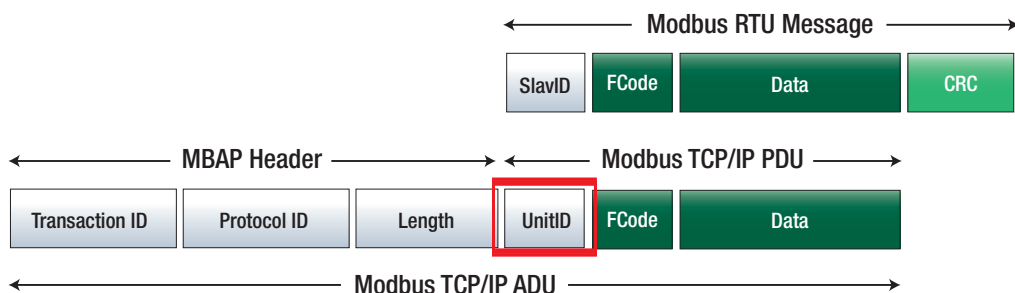 Modbus RTU Message
SlavID FCode Data CRC
MBAP Header Modbus TCP/IP PDU
Transaction ID Protocol ID Length UnitID FCode Data
Modbus TCP/IP ADU